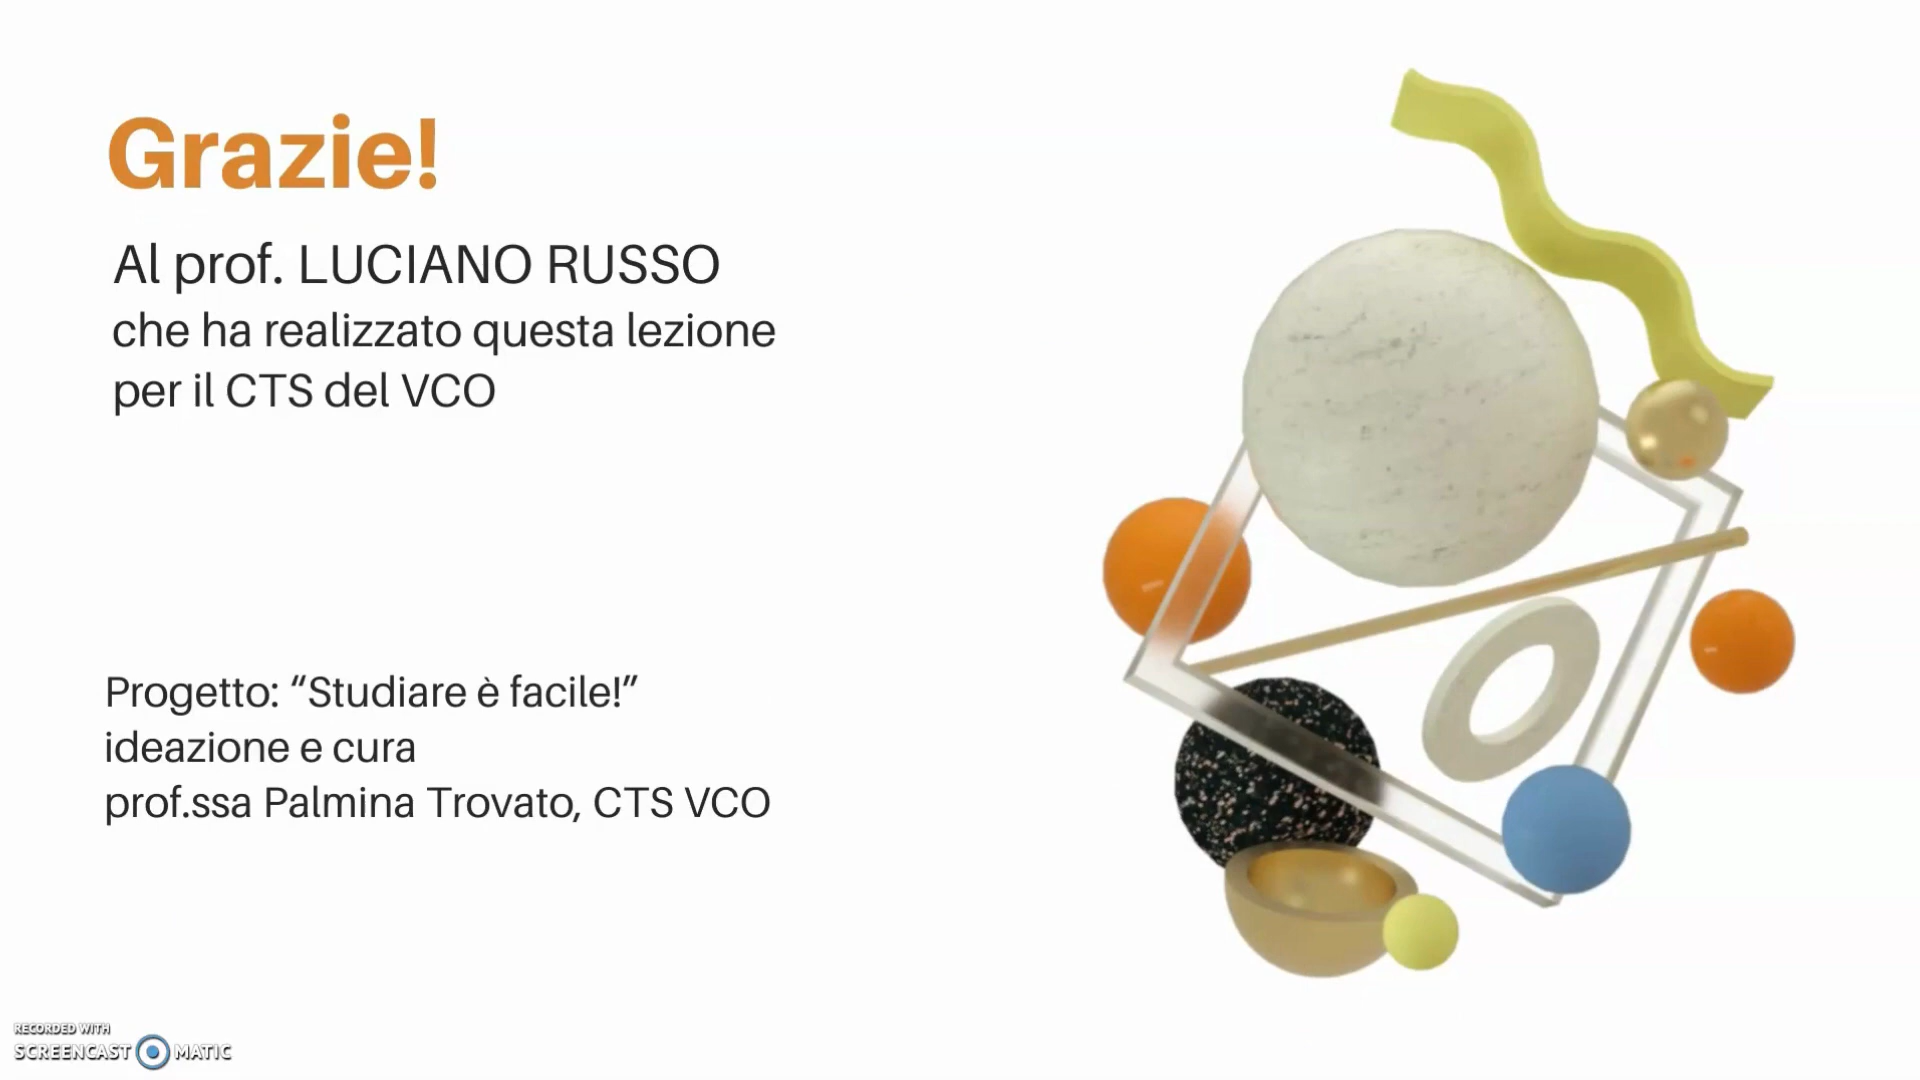 Grazie!
Al prof. LUCIANO RUSSO
che ha realizzato questa lezione
per il CTS del VCO
Progetto: “Studiare è facile!”
ideazione e cura
prof.ssa Palmina Trovato, CTS VCO
RECORDED WITH
SCREENCAST MATIC